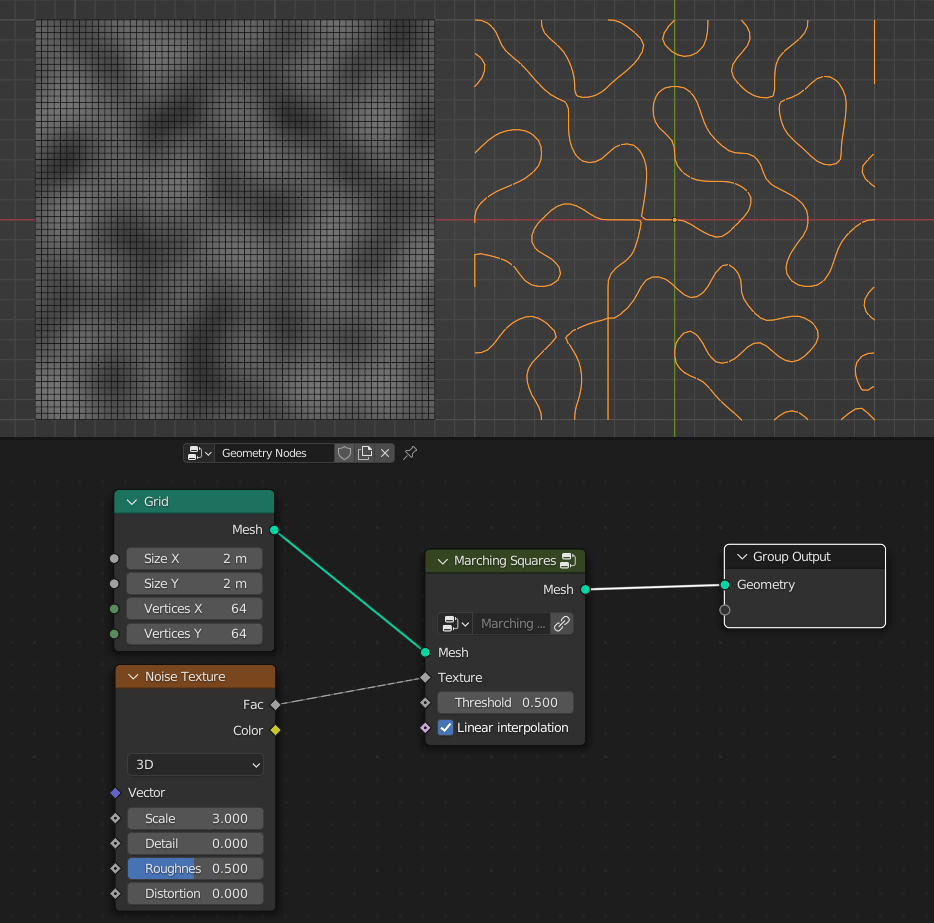 Geometry Nodes
Grid
Mesh
Size X 2 m
Size Y 2 m
Vertices X 64
Vertices Y 64
Noise Texture
Fac
Color
3D
Vector
Scale 3.000
Detail 0.000
Roughnes 0.500
Distortion 0.000
Marching Squares
Mesh
Marching ...
Mesh
Texture
Threshold 0.500
Linear interpolation
Group Output
Geometry